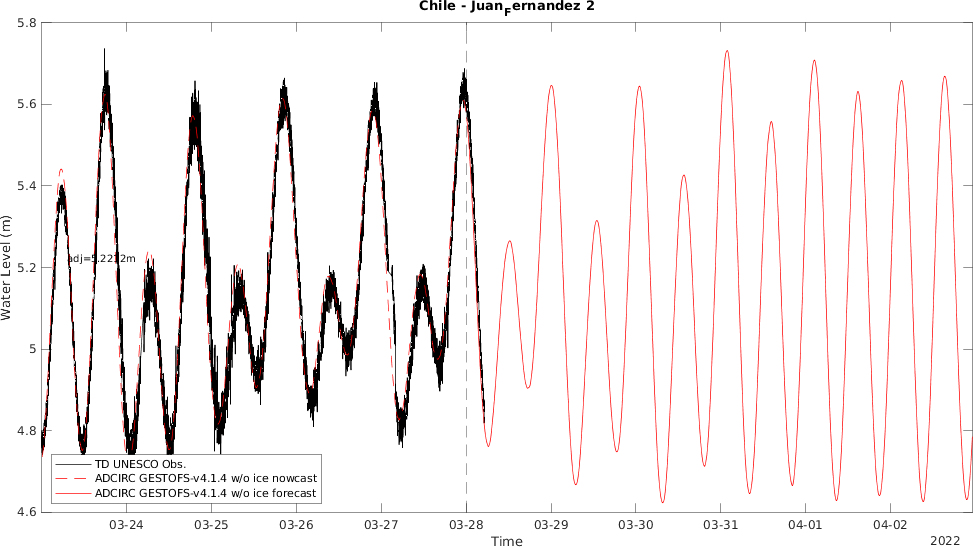 Chile - Juan_Fernandez 2
Water Level (m)
5.8
5.6
5.4
5.2
5
4.8
4.6
adj=5.2212m
TD UNESCO Obs.
ADCIRC GESTOFS-v4.1.4 w/o ice nowcast
ADCIRC GESTOFS-v4.1.4 w/o ice forecast
03-24 03-25 03-26 03-27 03-28 03-29 03-30 03-31 04-01 04-02
Time
2022